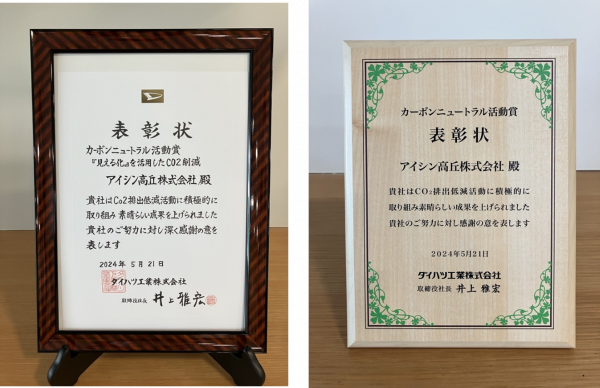 表彰状
カーボンニュートラル活動賞
『見える化』を活用したCO2削減
アイシン高丘株式会社 殿
貴社はCo2排出低減活動に積極的に
取り組み 素晴らしい成果を上げられました
貴社のご努力に対し深く感謝の意を
表します
2024年 5月 21日
ダイハツ工業株式会社
取締役社長 井上 雅宏
カーボンニュートラル活動賞
表彰状
アイシン高丘株式会社 殿
貴社はCO2排出低減活動に積極的に
取り組み素晴らしい成果を上げられました
貴社のご努力に対し感謝の意を表します
2024年5月21日
ダイハツ工業株式会社
取締役社長 井上 雅宏